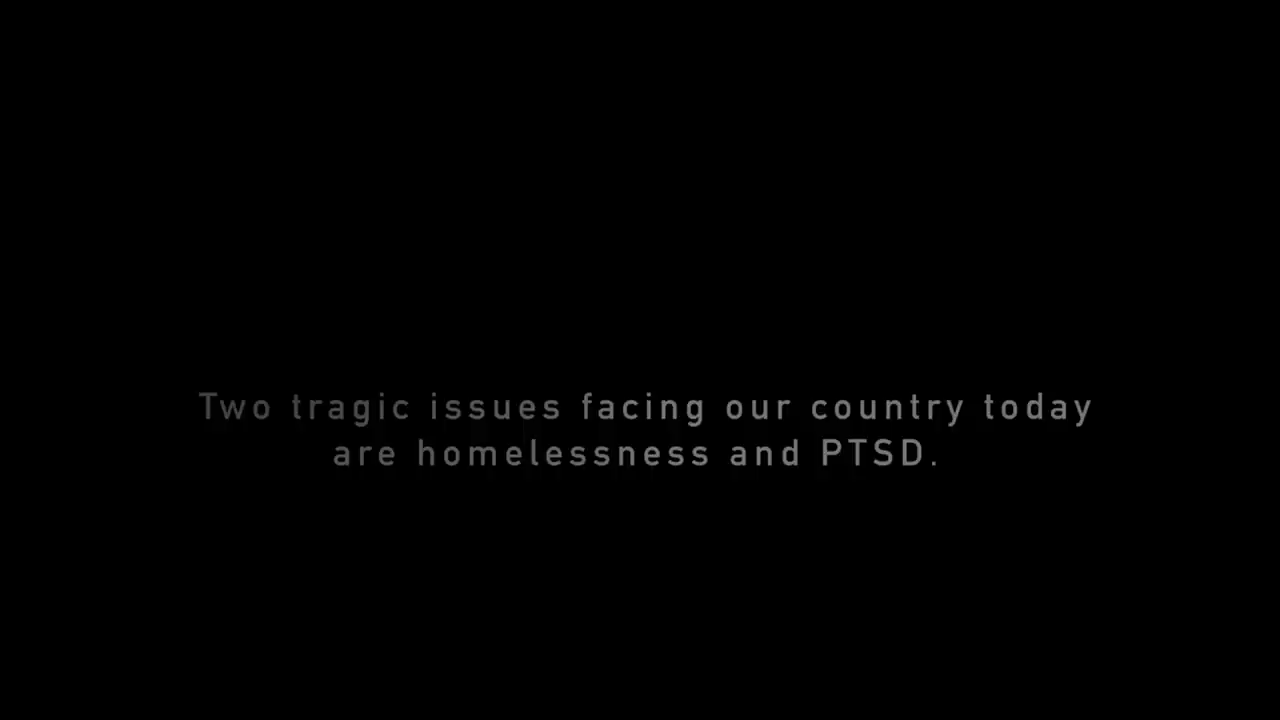 Two tragic issues facing our country today
are homelessness and PTSD.